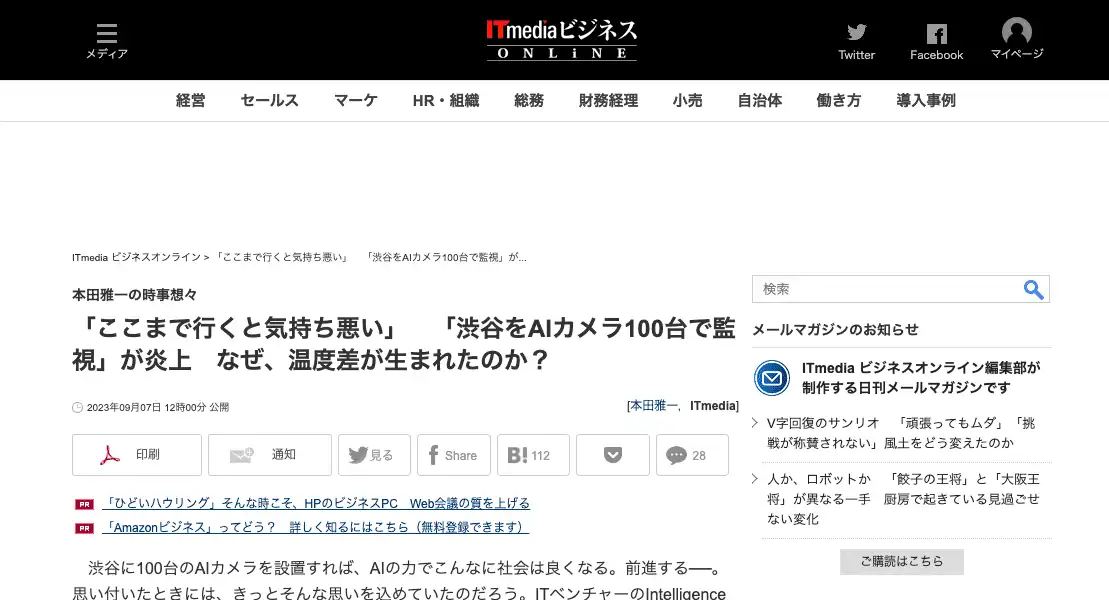 メディア
ITmediaビジネス
ONLiNE
Twitter
Facebook
マイページ
経営 セールス マーケ HR・組織 総務 財務経理 小売 自治体 働き方 導入事例
ITmedia ビジネスオンライン > 「ここまで行くと気持ち悪い」　「渋谷をAIカメラ100台で監視」が...
本田雅一の時事想々
「ここまで行くと気持ち悪い」　「渋谷をAIカメラ100台で監
視」が炎上　なぜ、温度差が生まれたのか？
2023年09月07日 12時00分 公開
[本田雅一, ITmedia]
印刷
通知
見る
Share
B! 112
28
PR 「ひどいハウリング」そんな時こそ、HPのビジネスPC　Web会議の質を上げる
PR 「Amazonビジネス」ってどう？　詳しく知るにはこちら（無料登録できます）
渋谷に100台のAIカメラを設置すれば、AIの力でこんなに社会は良くなる。前進する──。
思い付いたときには、きっとそんな思いを込めていたのだろう。ITベンチャーのIntelligence
検索
メールマガジンのお知らせ
ITmedia ビジネスオンライン編集部が
制作する日刊メールマガジンです
V字回復のサンリオ　「頑張ってもムダ」「挑
戦が称賛されない」風土をどう変えたのか
人か、ロボットか　「餃子の王将」と「大阪王
将」が異なる一手　厨房で起きている見過ごせ
ない変化
ご購読はこちら